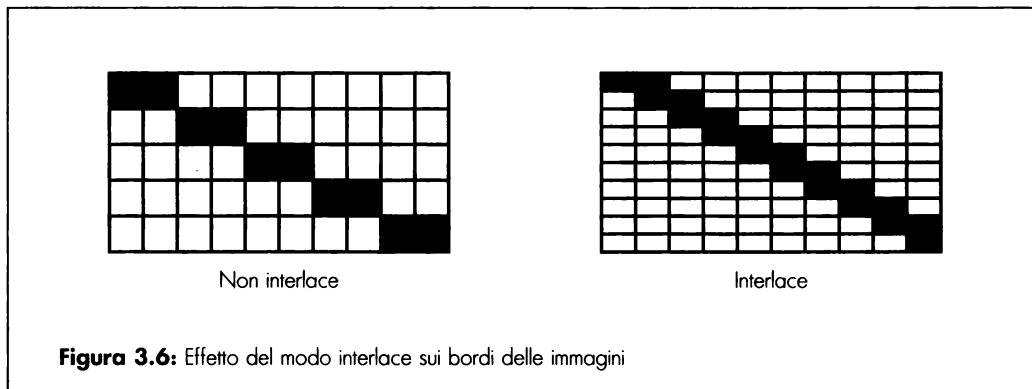 Non interlace
Interlace
Figura 3.6: Effetto del modo interlace sui bordi delle immagini